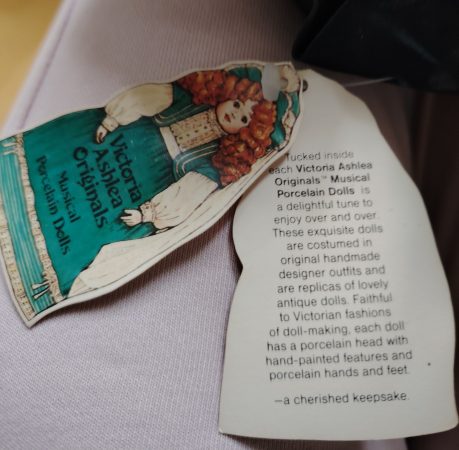 Victoria
Ashlea
Originals
Musical
Porcelain Dolls
Tucked inside
each Victoria Ashlea
Originals™ Musical
Porcelain Dolls is
a delightful tune to
enjoy over and over.
These exquisite dolls
are costumed in
original handmade
designer outfits and
are replicas of lovely
antique dolls. Faithful
to Victorian fashions
of doll-making, each doll
has a porcelain head with
hand-painted features and
porcelain hands and feet.
—a cherished keepsake.